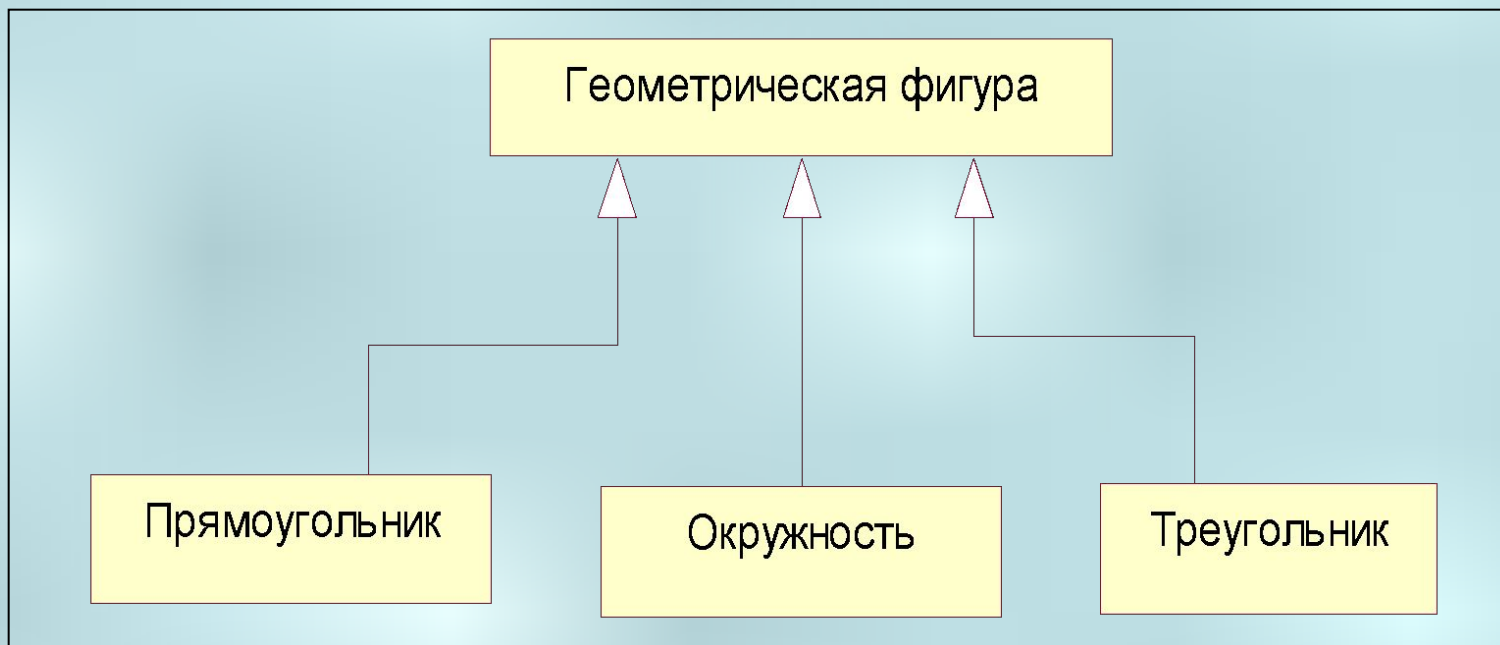 Геометрическая фигура
Прямоугольник
Окружность
Треугольник